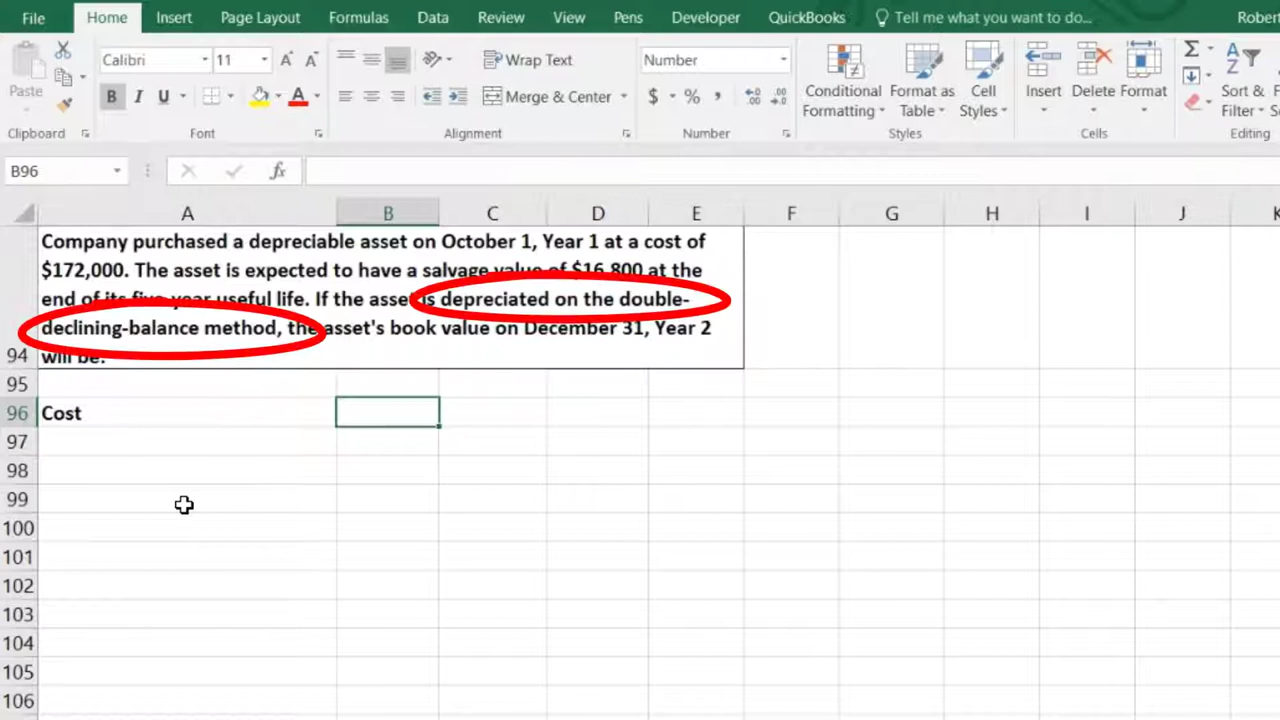 File Home Insert Page Layout Formulas Data Review View Pens Developer QuickBooks Tell me what you want to do... Rober
Paste
Calibri 11
B I U
Wrap Text
Merge & Center
Number
$ %
Conditional Formatting
Format as Table
Cell Styles
Insert Delete Format
Sort & Filter
Clipboard Font Alignment Number Styles Cells Editing
B96 fx
A B C D E F G H I J K
Company purchased a depreciable asset on October 1, Year 1 at a cost of
$172,000. The asset is expected to have a salvage value of $16,800 at the
end of its five-year useful life. If the asset is depreciated on the double-
declining-balance method, the asset's book value on December 31, Year 2
94 will be:
95
96 Cost
97
98
99
100
101
102
103
104
105
106